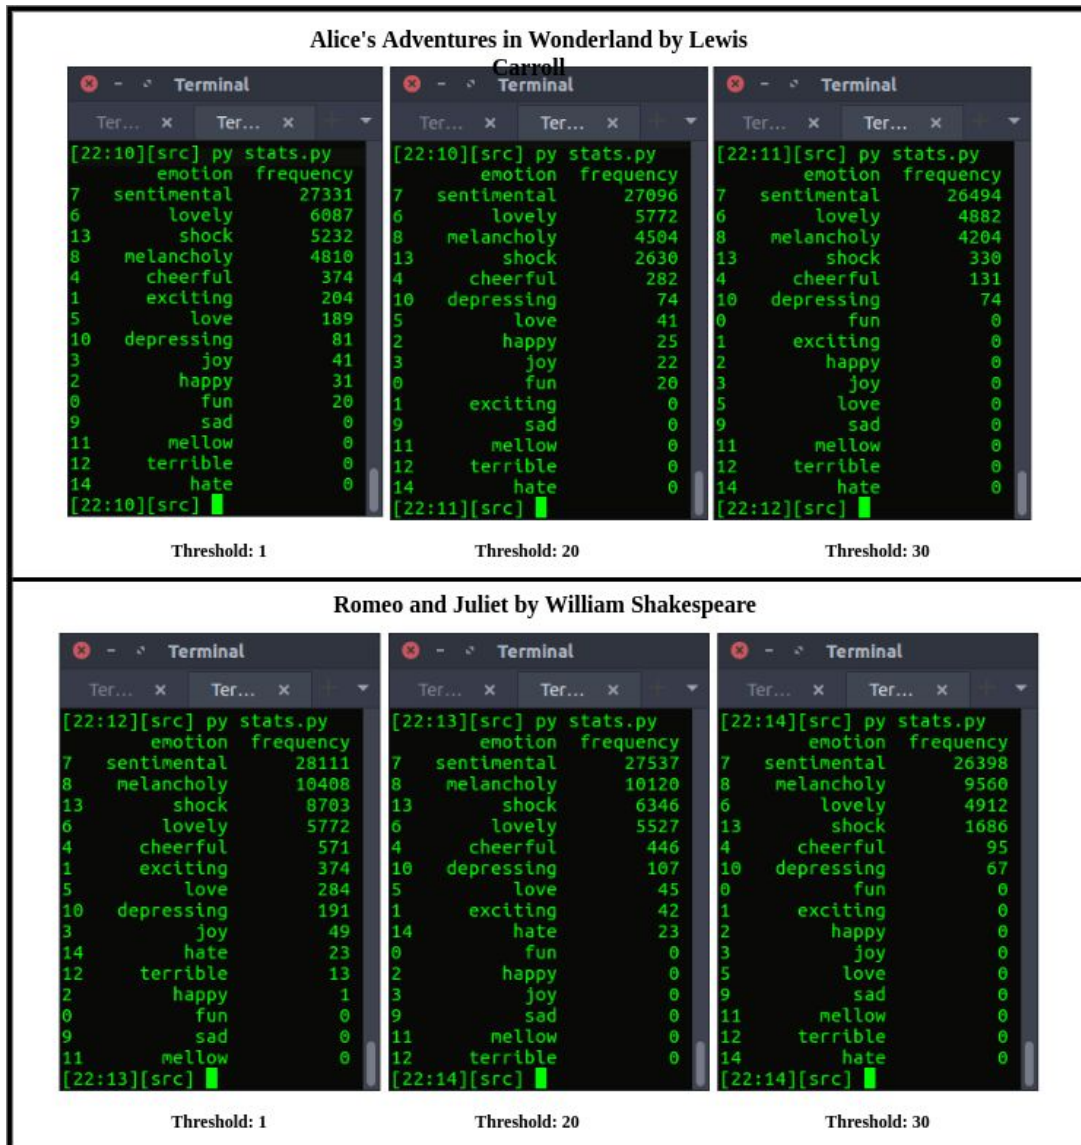 Alice's Adventures in Wonderland by Lewis
Carroll
Terminal
Ter... × Ter... ×
[22:10][src] py stats.py
emotion frequency
7 sentimental 27331
6 lovely 6087
13 shock 5232
8 melancholy 4810
4 cheerful 374
1 exciting 204
5 love 189
10 depressing 81
3 joy 41
2 happy 31
0 fun 20
9 sad 0
11 mellow 0
12 terrible 0
14 hate 0
[22:10][src]
Threshold: 1
Terminal
Ter... × Ter... ×
[22:10][src] py stats.py
emotion frequency
7 sentimental 27096
6 lovely 5772
8 melancholy 4504
13 shock 2630
4 cheerful 282
10 depressing 74
5 love 41
2 happy 25
3 joy 22
0 fun 20
1 exciting 0
9 sad 0
11 mellow 0
12 terrible 0
14 hate 0
[22:11][src]
Threshold: 20
Terminal
Ter... × Ter... ×
[22:11][src] py stats.py
emotion frequency
7 sentimental 26494
6 lovely 4882
8 melancholy 4204
13 shock 330
4 cheerful 131
10 depressing 74
0 fun 0
1 exciting 0
2 happy 0
3 joy 0
5 love 0
9 sad 0
11 mellow 0
12 terrible 0
14 hate 0
[22:12][src]
Threshold: 30
Romeo and Juliet by William Shakespeare
Terminal
Ter... × Ter... ×
[22:12][src] py stats.py
emotion frequency
7 sentimental 28111
8 melancholy 10408
13 shock 8703
6 lovely 5772
4 cheerful 571
1 exciting 374
5 love 284
10 depressing 191
3 joy 49
14 hate 23
12 terrible 13
2 happy 1
0 fun 0
9 sad 0
11 mellow 0
[22:13][src]
Threshold: 1
Terminal
Ter... × Ter... ×
[22:13][src] py stats.py
emotion frequency
7 sentimental 27537
8 melancholy 10120
13 shock 6346
6 lovely 5527
4 cheerful 446
10 depressing 107
5 love 45
1 exciting 42
14 hate 23
0 fun 0
2 happy 0
3 joy 0
9 sad 0
11 mellow 0
12 terrible 0
[22:14][src]
Threshold: 20
Terminal
Ter... × Ter... ×
[22:14][src] py stats.py
emotion frequency
7 sentimental 26398
8 melancholy 9560
6 lovely 4912
13 shock 1686
4 cheerful 95
10 depressing 67
0 fun 0
1 exciting 0
2 happy 0
3 joy 0
5 love 0
9 sad 0
11 mellow 0
12 terrible 0
14 hate 0
[22:14][src]
Threshold: 30